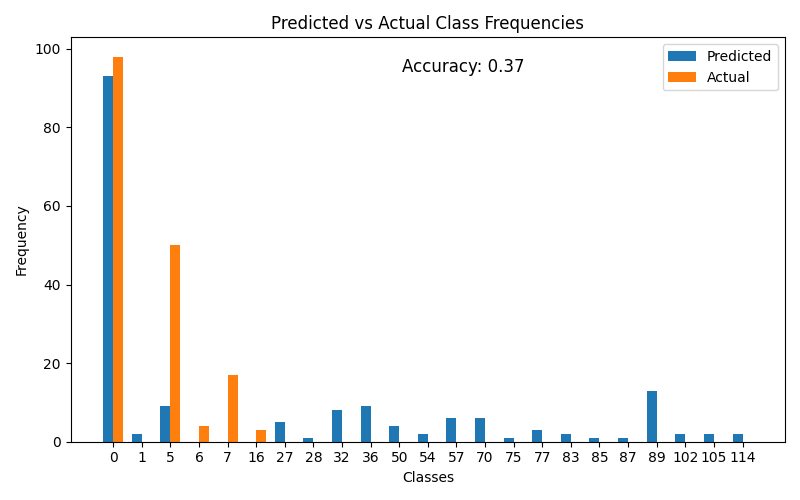 Predicted vs Actual Class Frequencies
Accuracy: 0.37
Predicted
Actual
Frequency
100
80
60
40
20
0
0 1 5 6 7 16 27 28 32 36 50 54 57 70 75 77 83 85 87 89 102 105 114
Classes